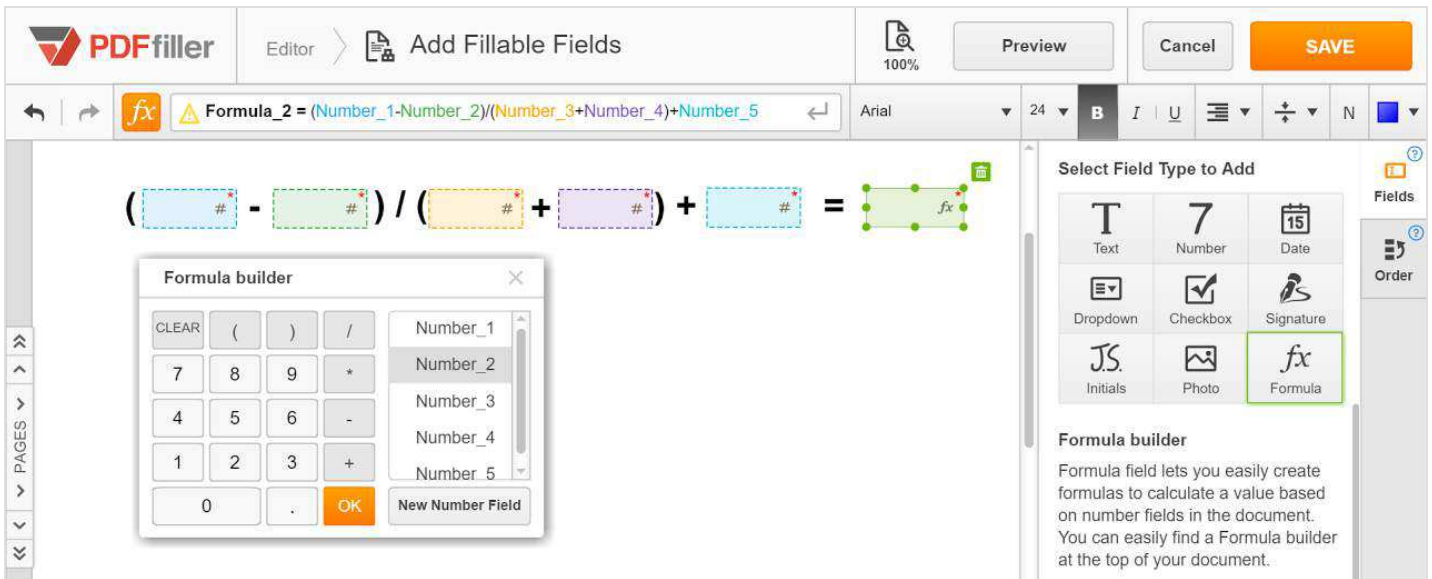 PDFfiller
Editor
Add Fillable Fields
100%
Preview
Cancel
SAVE
fx
Formula_2 = (Number_1-Number_2)/(Number_3+Number_4)+Number_5
Arial
24
B
I
U
N
( # - # ) / ( # + # ) + # = fx
Formula builder
CLEAR ( ) /
7 8 9 *
4 5 6 -
1 2 3 +
0 . OK
Number_1
Number_2
Number_3
Number_4
Number_5
New Number Field
PAGES
Select Field Type to Add
T 7 15
Text Number Date
Dropdown Checkbox Signature
J.S. fx
Initials Photo Formula
Formula builder
Formula field lets you easily create
formulas to calculate a value based
on number fields in the document.
You can easily find a Formula builder
at the top of your document.
?
Fields
?
Order